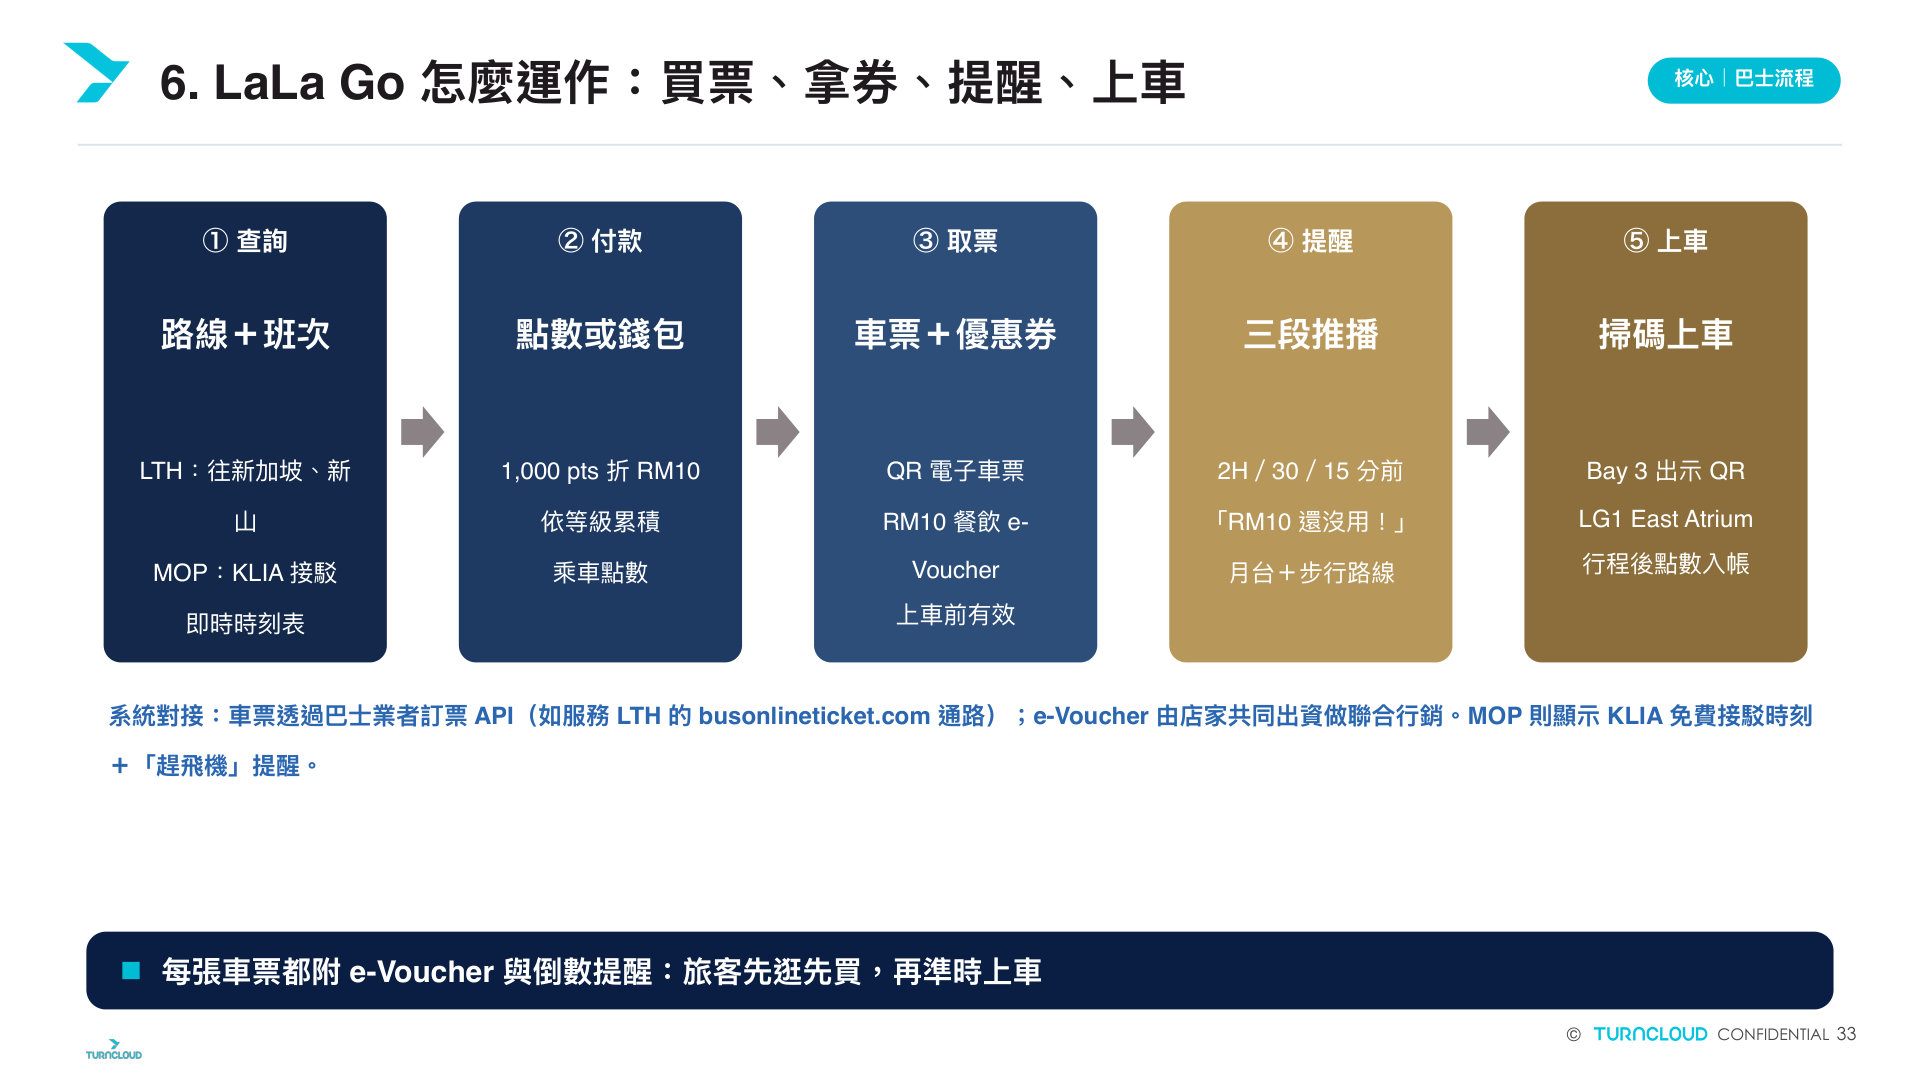 6. LaLa Go 怎麼運作：買票、拿券、提醒、上車
核心｜巴士流程
① 查詢
路線＋班次
LTH：往新加坡、新
山
MOP：KLIA 接駁
即時時刻表
② 付款
點數或錢包
1,000 pts 折 RM10
依等級累積
乘車點數
③ 取票
車票＋優惠券
QR 電子車票
RM10 餐飲 e-
Voucher
上車前有效
④ 提醒
三段推播
2H / 30 / 15 分前
「RM10 還沒用！」
月台＋步行路線
⑤ 上車
掃碼上車
Bay 3 出示 QR
LG1 East Atrium
行程後點數入帳
系統對接：車票透過巴士業者訂票 API（如服務 LTH 的 busonlineticket.com 通路）；e-Voucher 由店家共同出資做聯合行銷。MOP 則顯示 KLIA 免費接駁時刻
＋「趕飛機」提醒。
■ 每張車票都附 e-Voucher 與倒數提醒：旅客先逛先買，再準時上車
TURNCLOUD
© TURNCLOUD CONFIDENTIAL 33